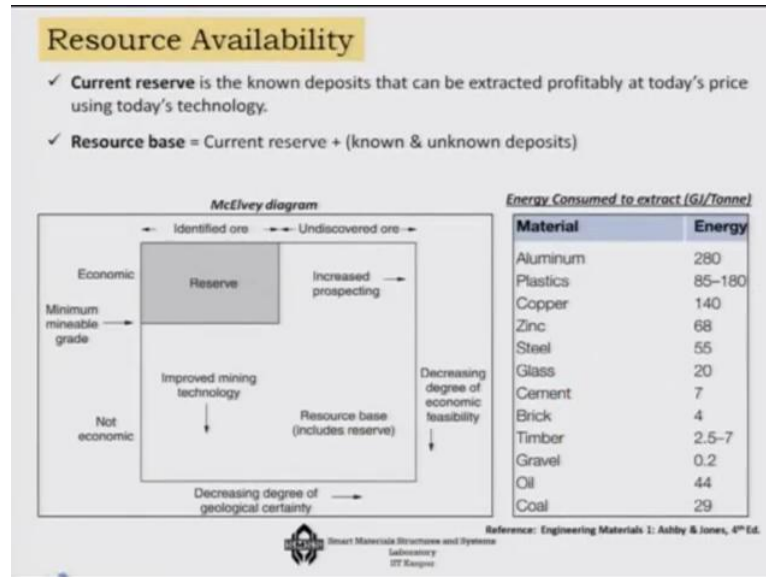 Resource Availability
✓ Current reserve is the known deposits that can be extracted profitably at today's price
using today's technology.
✓ Resource base = Current reserve + (known & unknown deposits)
McElvey diagram
Identified ore
Undiscovered ore
Economic
Reserve
Increased
prospecting
Minimum
mineable
grade
Improved mining
technology
Decreasing
degree of
economic
feasibility
Not
economic
Resource base
(includes reserve)
Decreasing degree of
geological certainty
Energy Consumed to extract (GJ/Tonne)
Material Energy
Aluminum 280
Plastics 85–180
Copper 140
Zinc 68
Steel 55
Glass 20
Cement 7
Brick 4
Timber 2.5–7
Gravel 0.2
Oil 44
Coal 29
Reference: Engineering Materials 1: Ashby & Jones, 4th Ed.
Smart Materials Structures and Systems
Laboratory
IIT Kanpur